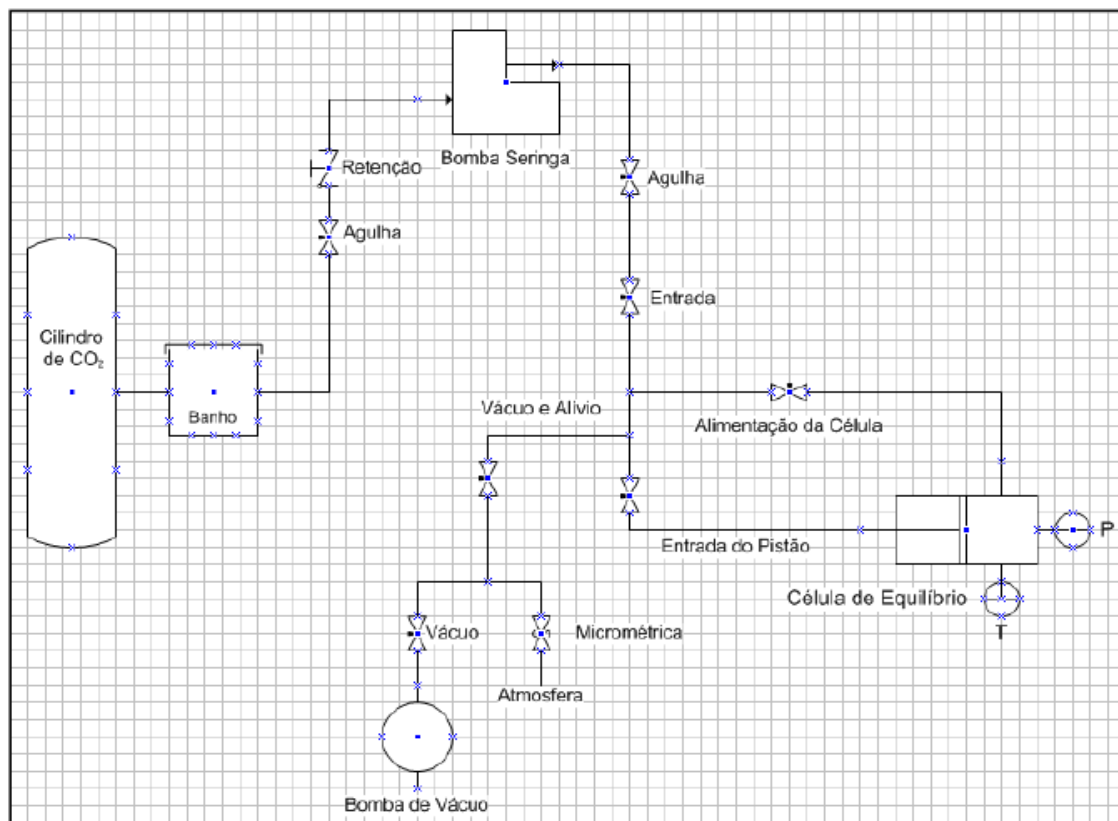 Bomba Seringa
Retenção
Agulha
Agulha
Entrada
Cilindro
de CO₂
Banho
Vácuo e Alívio
Alimentação da Célula
Entrada do Pistão
P
Célula de Equilíbrio
T
Vácuo
Micrométrica
Atmosfera
Bomba de Vácuo